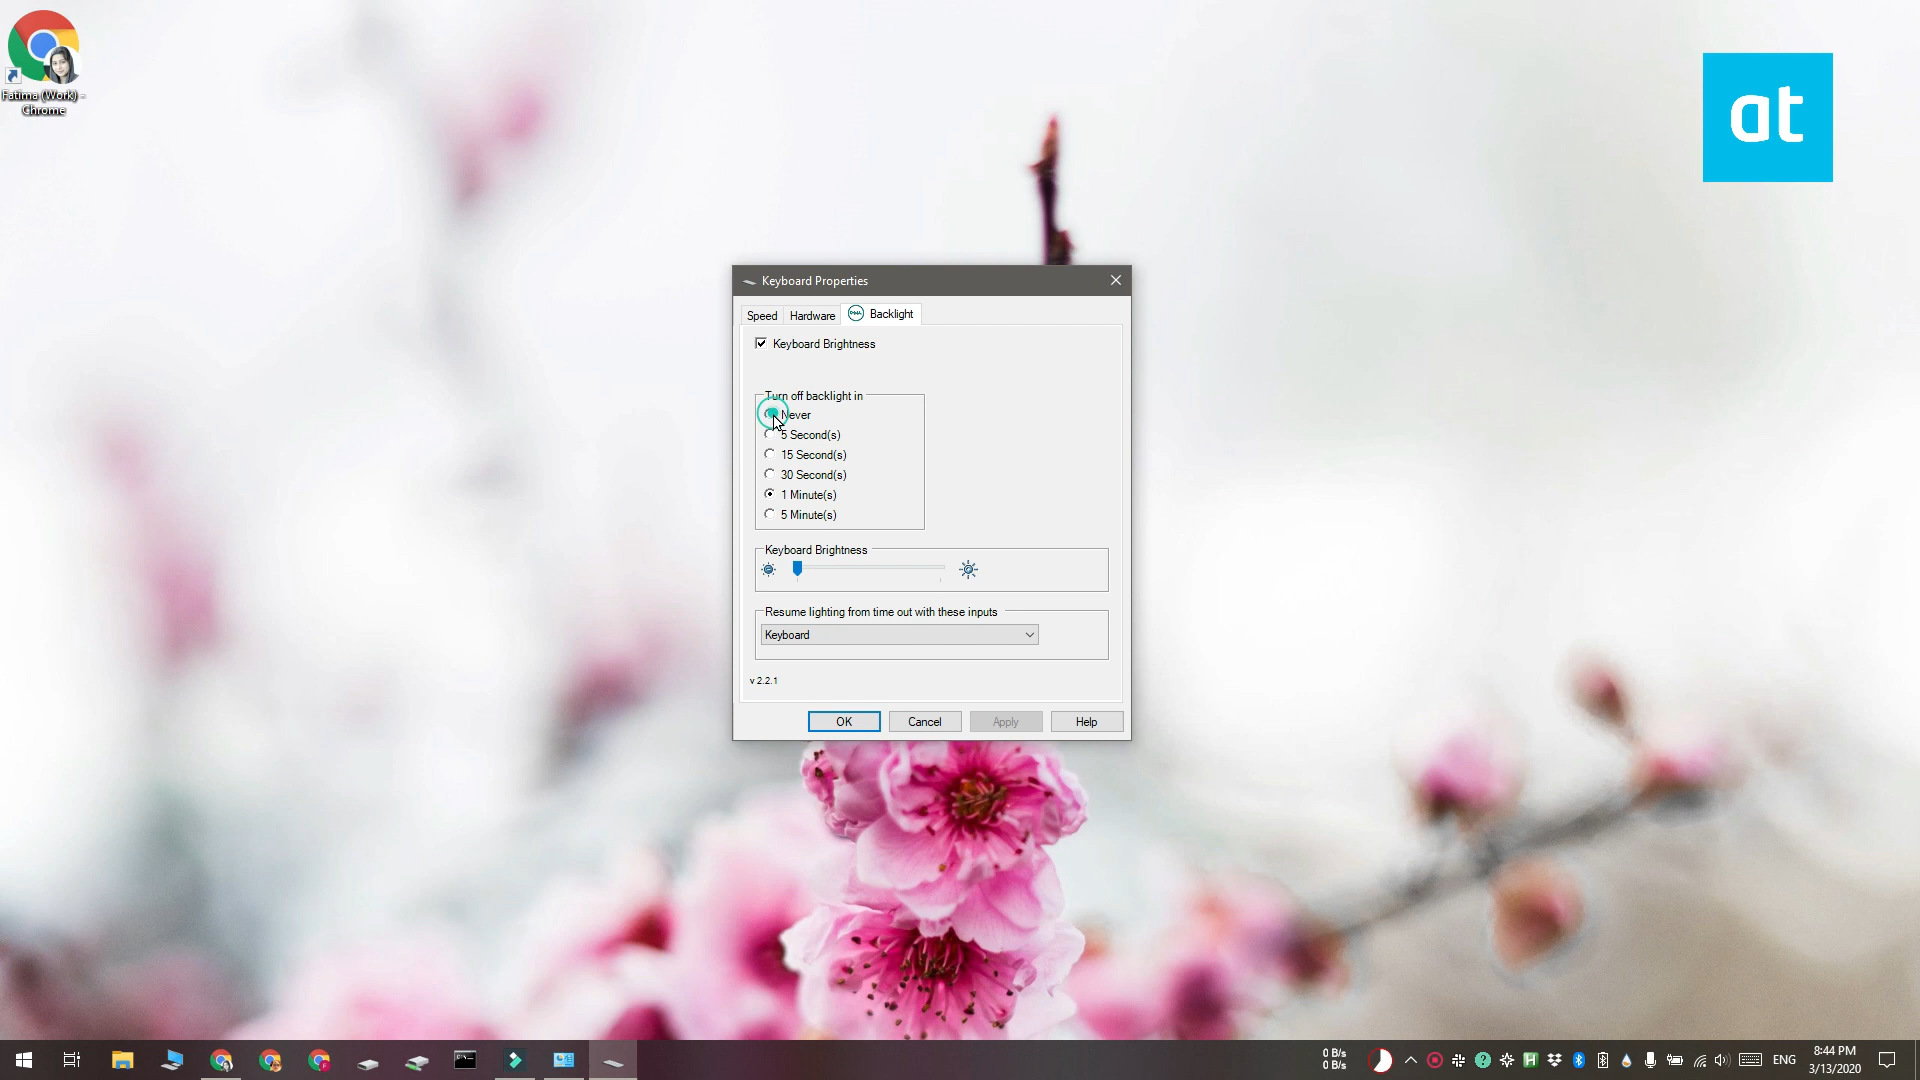 Fatima (Work) -
Chrome
at
Keyboard Properties
Speed
Hardware
DELL
Backlight
Keyboard Brightness
Turn off backlight in
Never
5 Second(s)
15 Second(s)
30 Second(s)
1 Minute(s)
5 Minute(s)
Keyboard Brightness
Resume lighting from time out with these inputs
Keyboard
v 2.2.1
OK
Cancel
Apply
Help
0 B/s
0 B/s
ENG
8:44 PM
3/13/2020